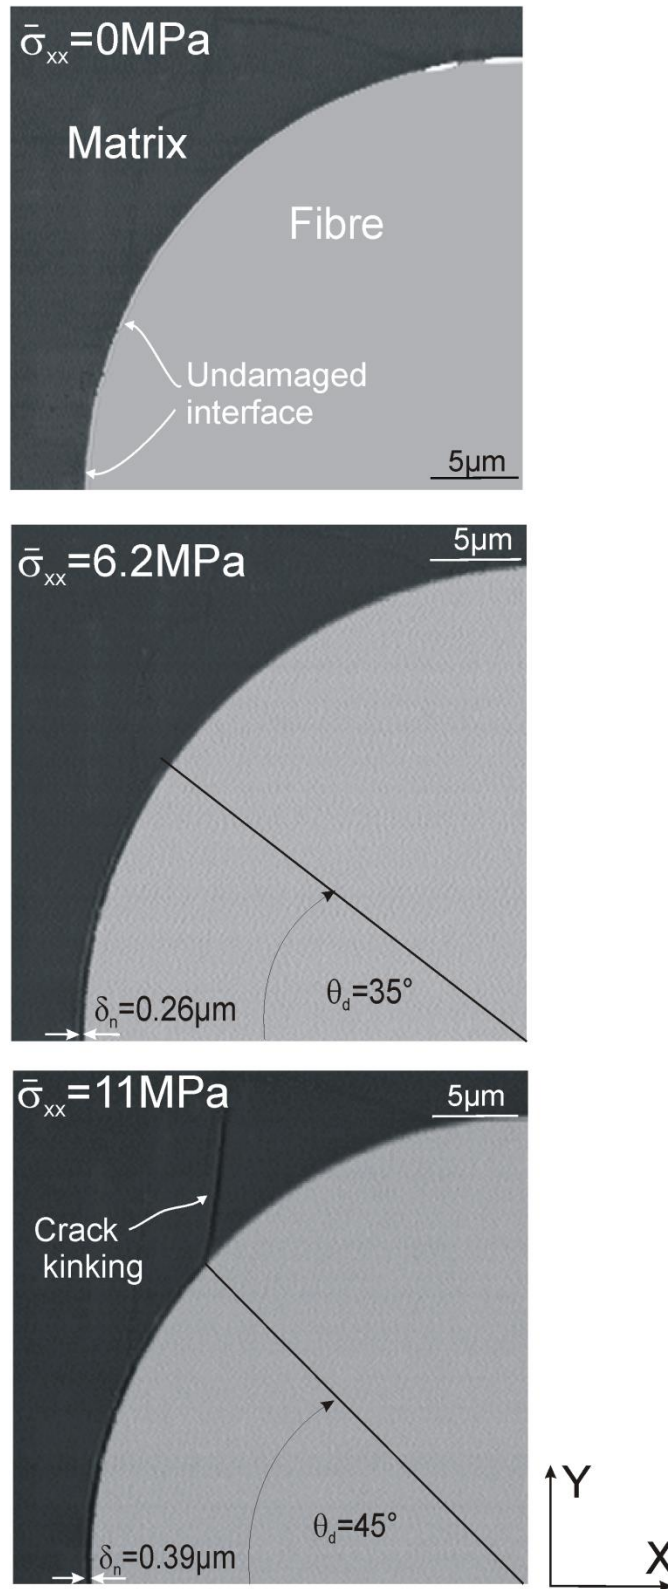 σ̄xx=0MPa
Matrix
Fibre
Undamaged
interface
5µm
σ̄xx=6.2MPa
5µm
δn=0.26µm
θd=35°
σ̄xx=11MPa
5µm
Crack
kinking
δn=0.39µm
θd=45°
Y
X